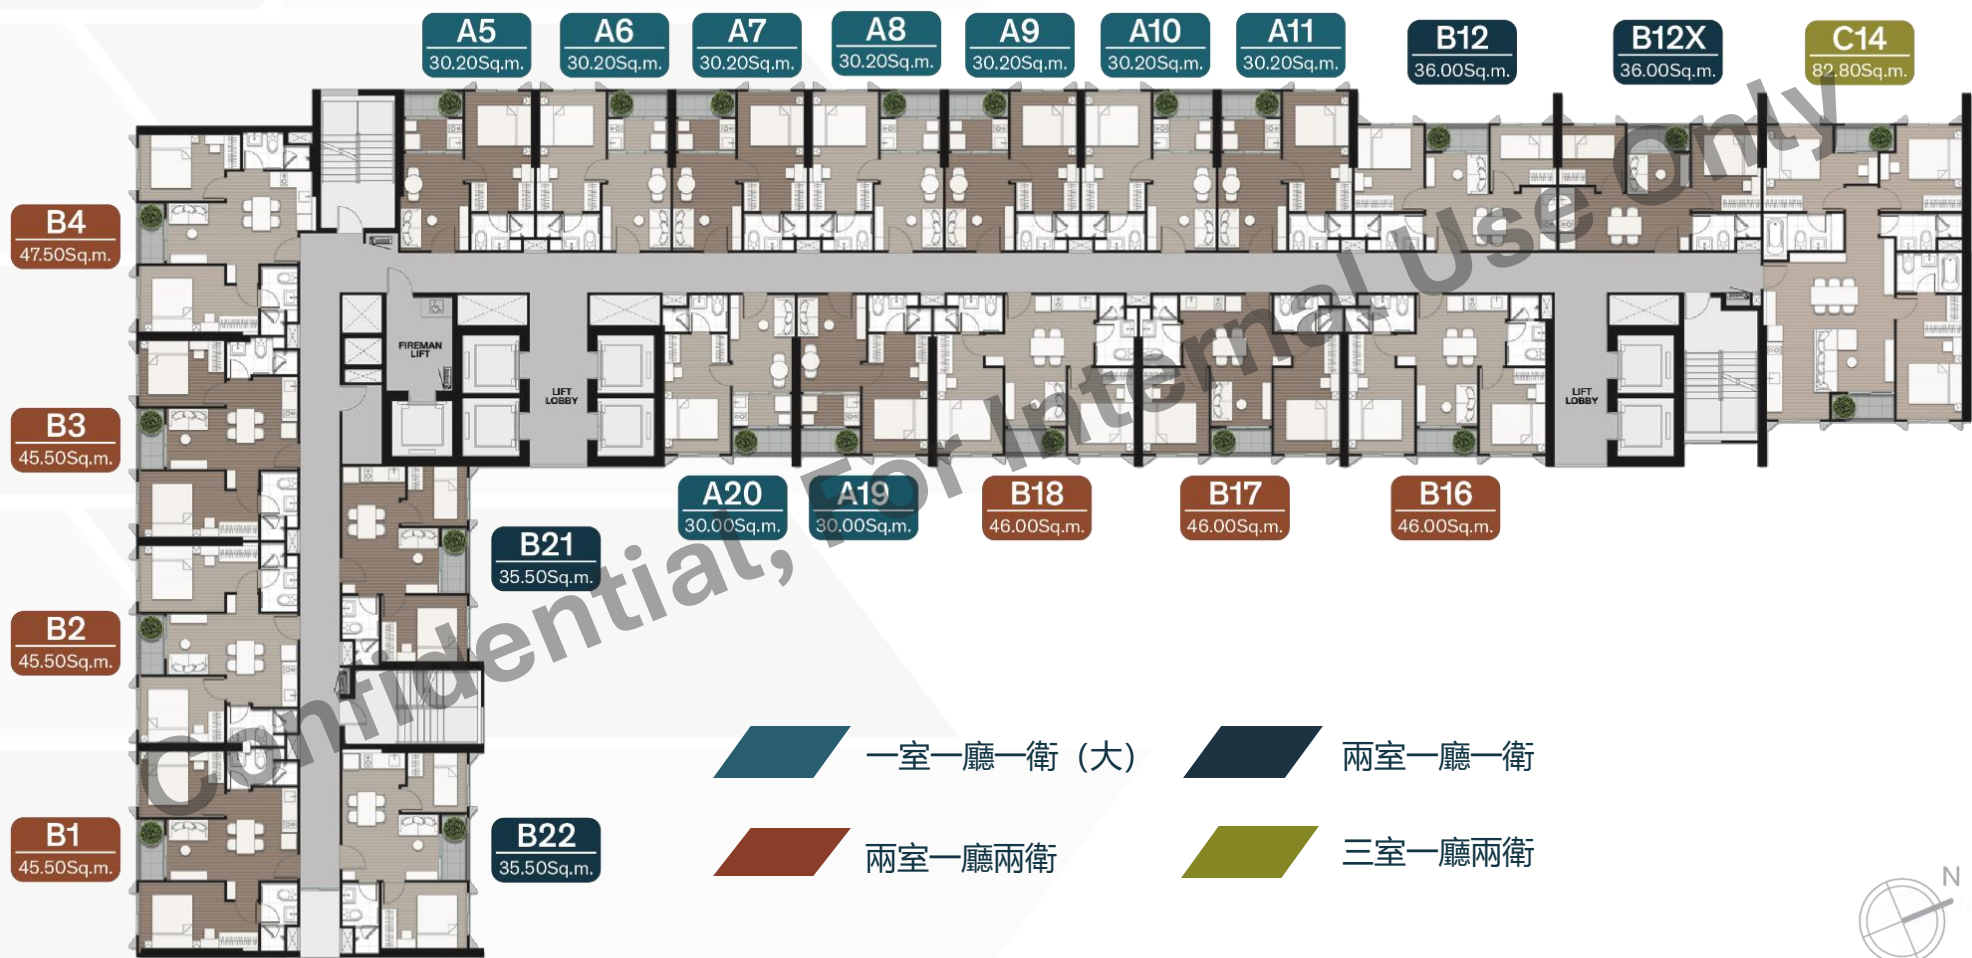 A5
30.20Sq.m.
A6
30.20Sq.m.
A7
30.20Sq.m.
A8
30.20Sq.m.
A9
30.20Sq.m.
A10
30.20Sq.m.
A11
30.20Sq.m.
B12
36.00Sq.m.
B12X
36.00Sq.m.
C14
82.80Sq.m.
B4
47.50Sq.m.
B3
45.50Sq.m.
B2
45.50Sq.m.
B1
45.50Sq.m.
FIREMAN
LIFT
LIFT
LOBBY
LIFT
LOBBY
A20
30.00Sq.m.
A19
30.00Sq.m.
B18
46.00Sq.m.
B17
46.00Sq.m.
B16
46.00Sq.m.
B21
35.50Sq.m.
B22
35.50Sq.m.
Confidential, For Internal Use Only
一室一廳一衛（大）
兩室一廳一衛
兩室一廳兩衛
三室一廳兩衛
N